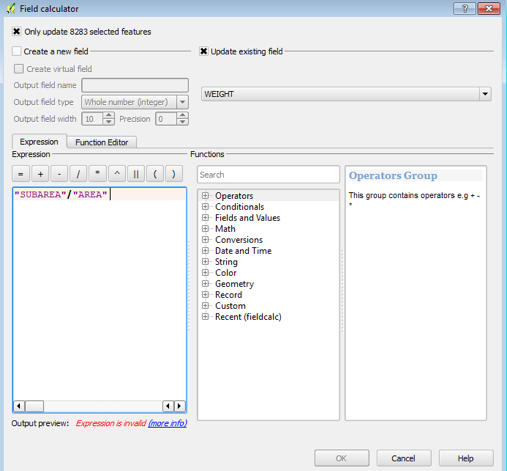 Field calculator
Only update 8283 selected features
Create a new field
Update existing field
Create virtual field
Output field name
Output field type Whole number (integer)
WEIGHT
Output field width 10 Precision 0
Expression Function Editor
Expression
Functions
= + - / * ^ || ( )
Search
"SUBAREA"/"AREA"
Operators
Conditionals
Fields and Values
Math
Conversions
Date and Time
String
Color
Geometry
Record
Custom
Recent (fieldcalc)
Operators Group
This group contains operators e.g + -
*
Output preview: Expression is invalid (more info)
OK Cancel Help